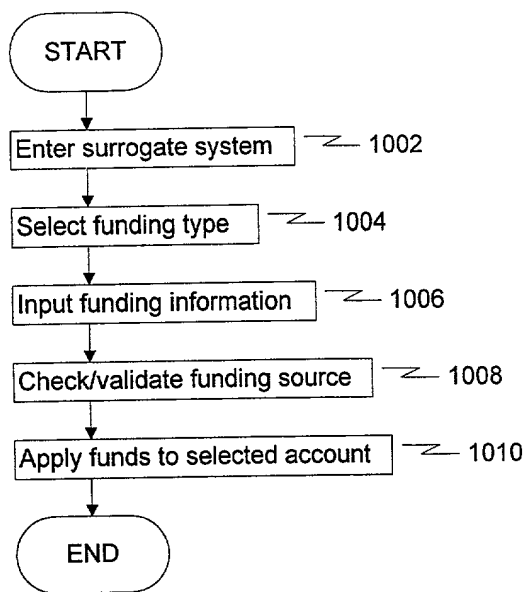 START
Enter surrogate system 1002
Select funding type 1004
Input funding information 1006
Check/validate funding source 1008
Apply funds to selected account 1010
END